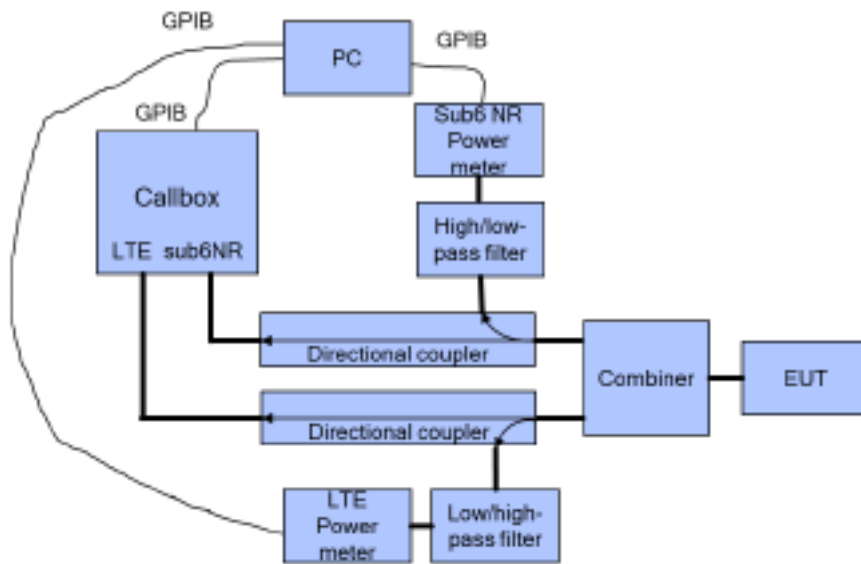 GPIB
PC
GPIB
GPIB
Sub6 NR
Power
meter
Callbox
LTE sub6NR
High/low-
pass filter
Directional coupler
Combiner
EUT
Directional coupler
LTE
Power
meter
Low/high-
pass filter